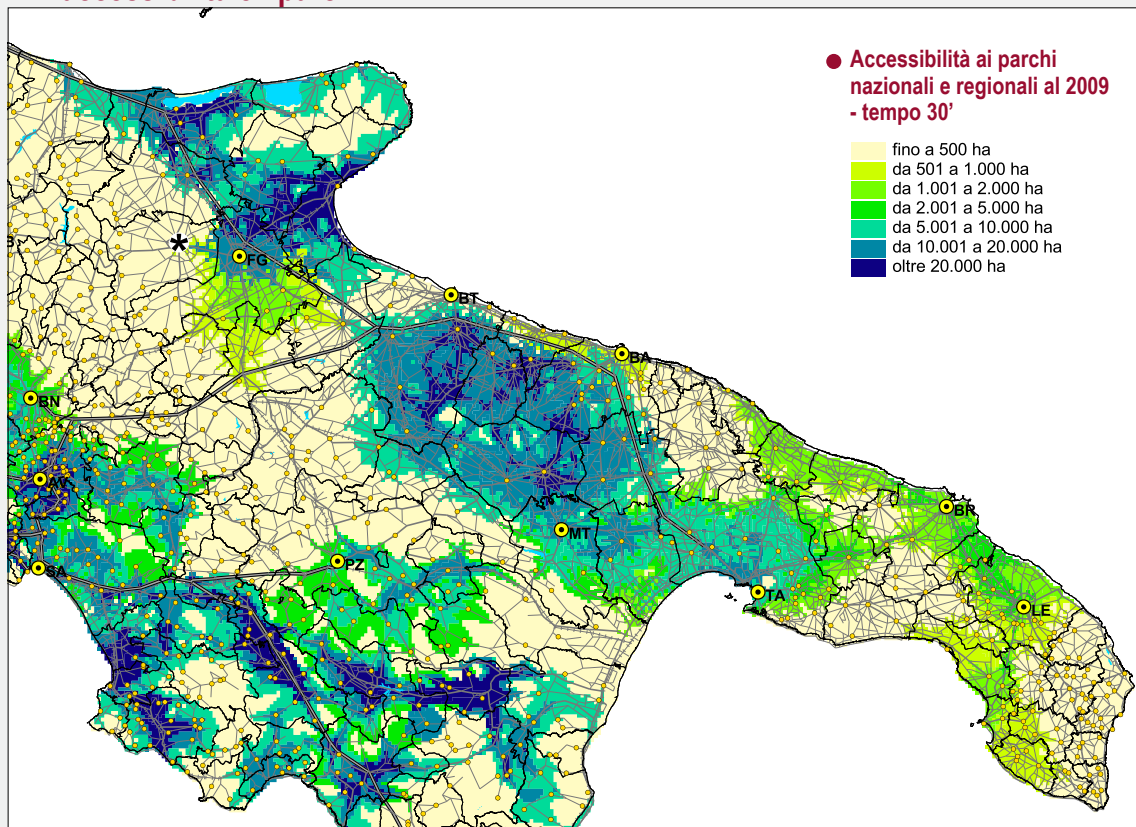 ● Accessibilità ai parchi
nazionali e regionali al 2009
- tempo 30’
fino a 500 ha
da 501 a 1.000 ha
da 1.001 a 2.000 ha
da 2.001 a 5.000 ha
da 5.001 a 10.000 ha
da 10.001 a 20.000 ha
oltre 20.000 ha
*
FG
BT
BA
BN
AV
MT
BR
PZ
SA
TA
LE